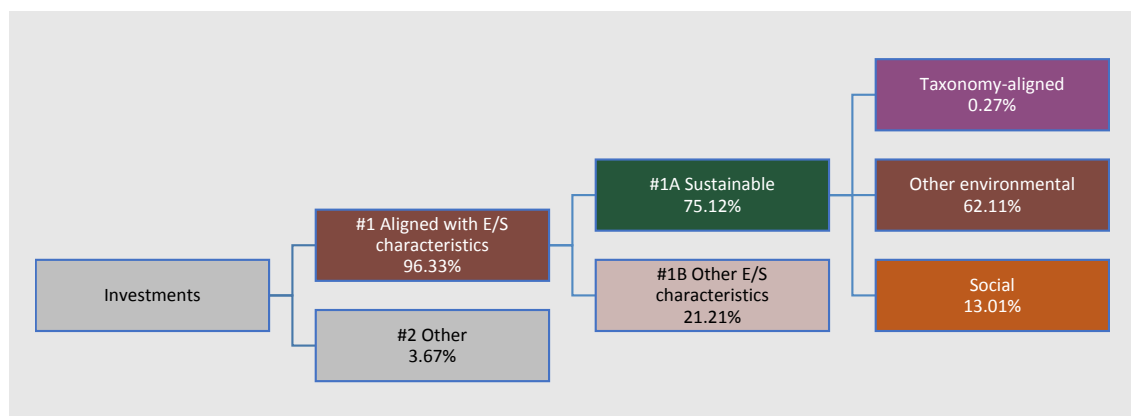 Investments
#1 Aligned with E/S
characteristics
96.33%
#2 Other
3.67%
#1A Sustainable
75.12%
#1B Other E/S
characteristics
21.21%
Taxonomy-aligned
0.27%
Other environmental
62.11%
Social
13.01%